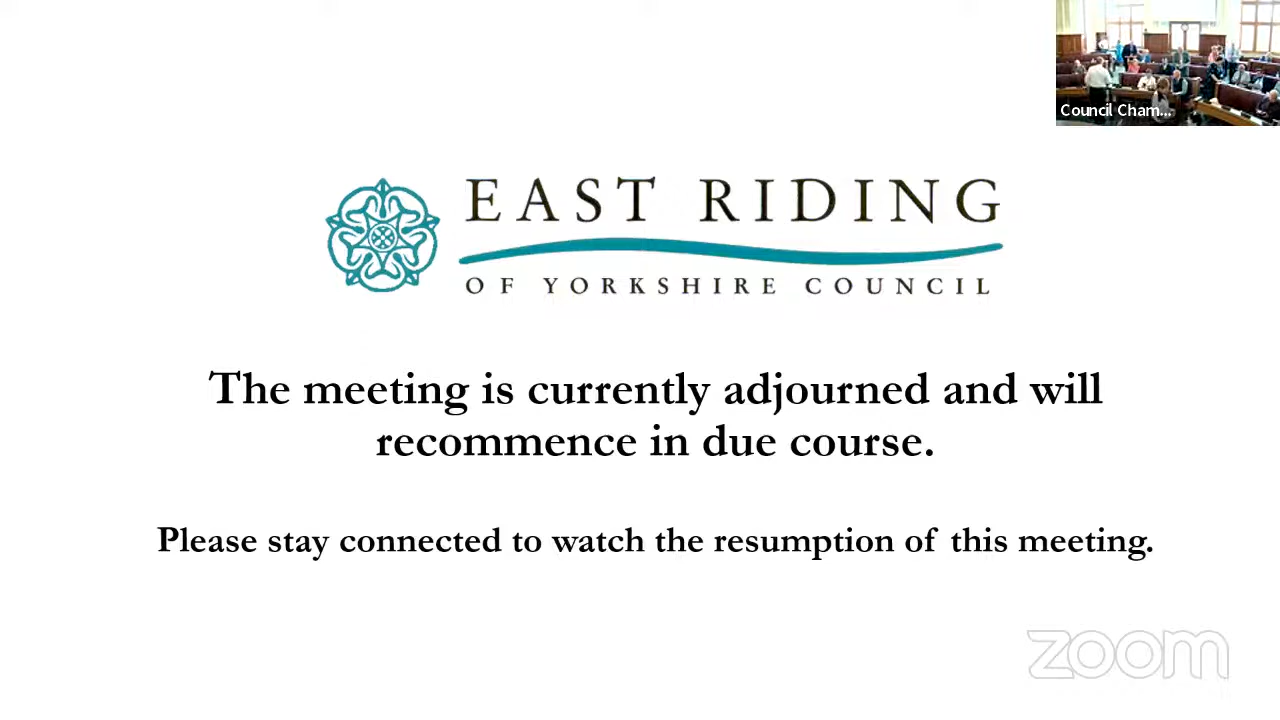 Council Cham...
EAST RIDING
OF YORKSHIRE COUNCIL
The meeting is currently adjourned and will
recommence in due course.
Please stay connected to watch the resumption of this meeting.
zoom